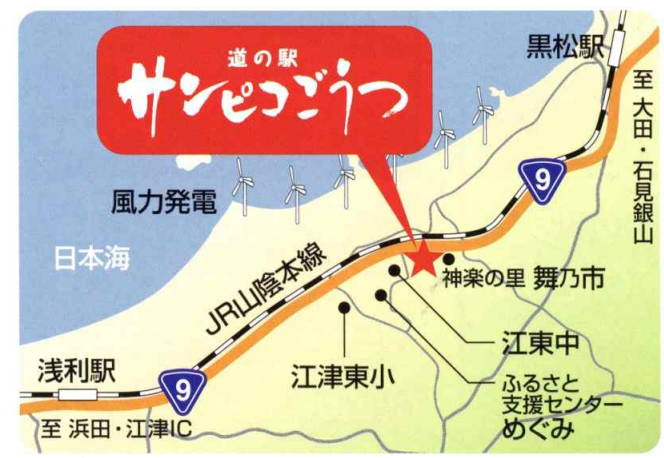 道の駅
サンピコごうつ
黒松駅
至 大田・石見銀山
9
風力発電
日本海
JR山陰本線
神楽の里 舞乃市
江東中
江津東小
ふるさと
支援センター
めぐみ
浅利駅
9
至 浜田・江津IC